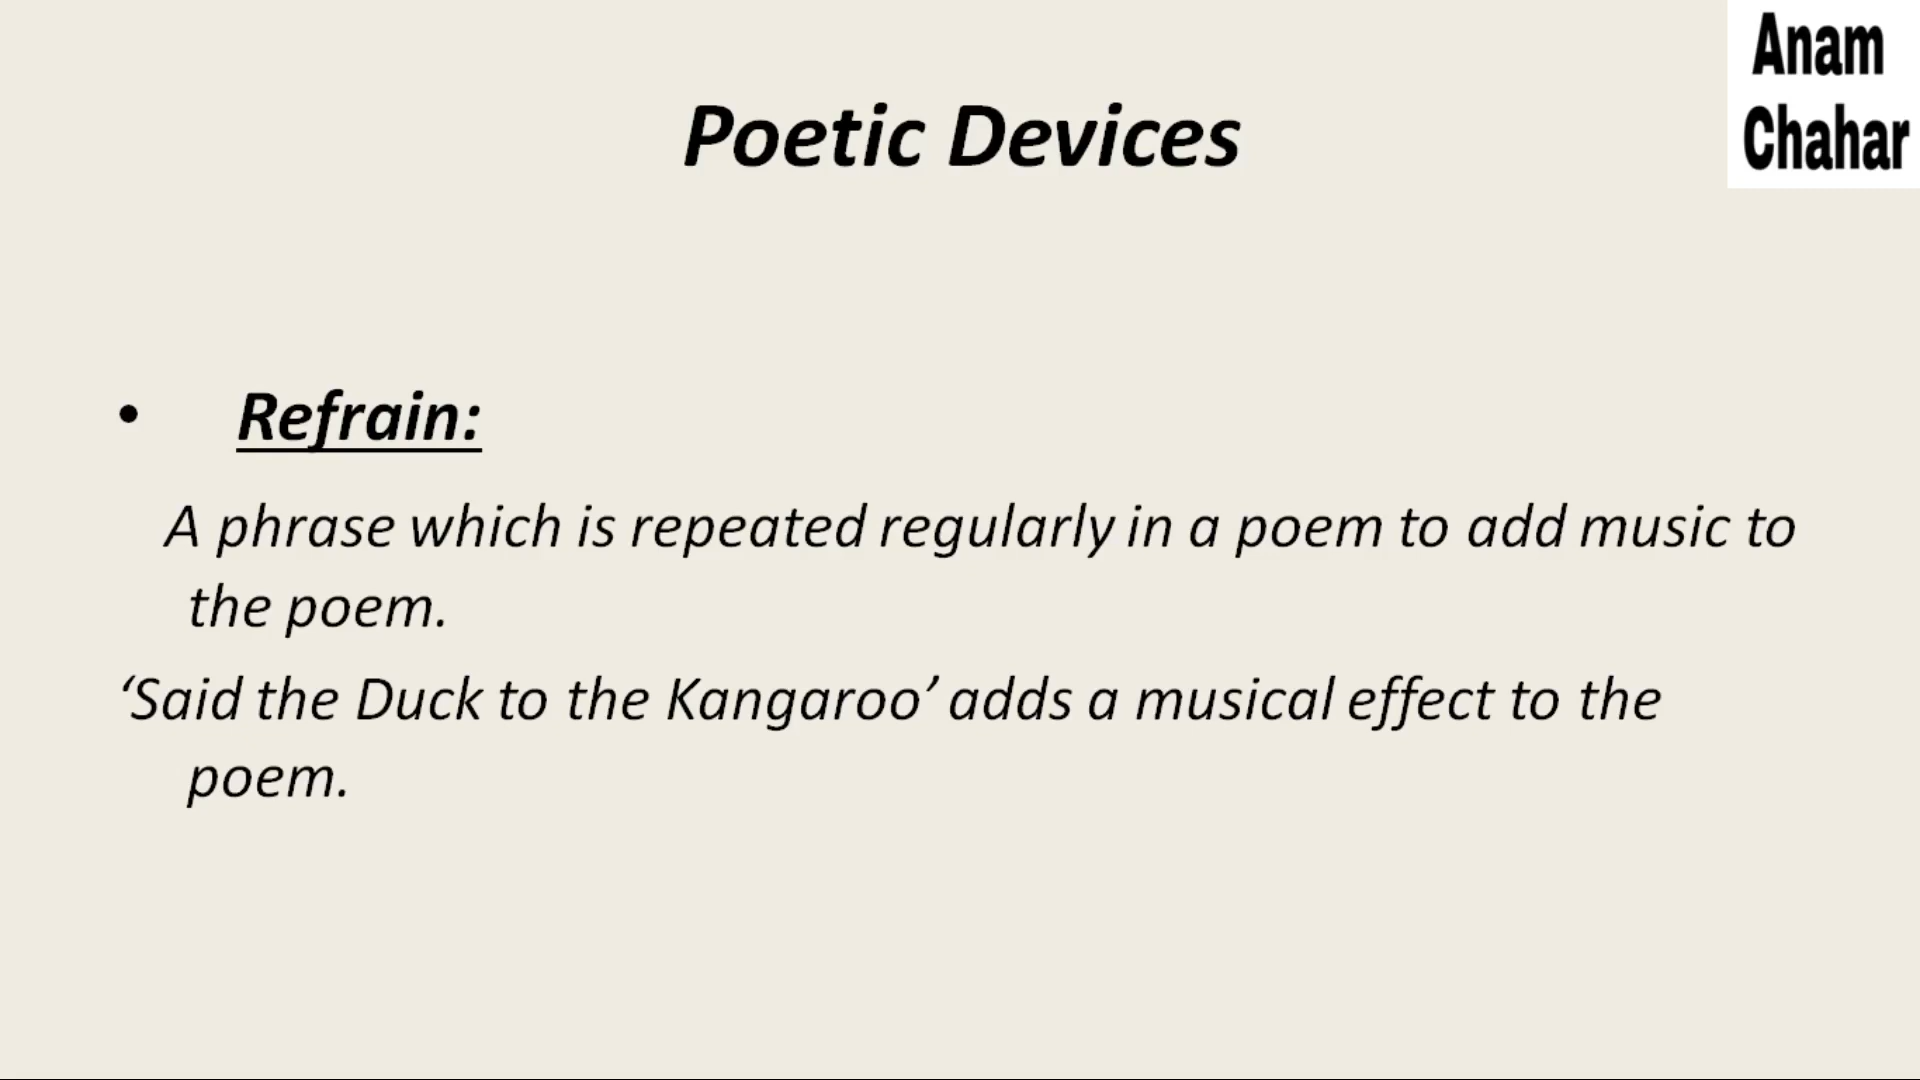 Anam
Chahar
Poetic Devices
• Refrain:
A phrase which is repeated regularly in a poem to add music to
the poem.
‘Said the Duck to the Kangaroo’ adds a musical effect to the
poem.